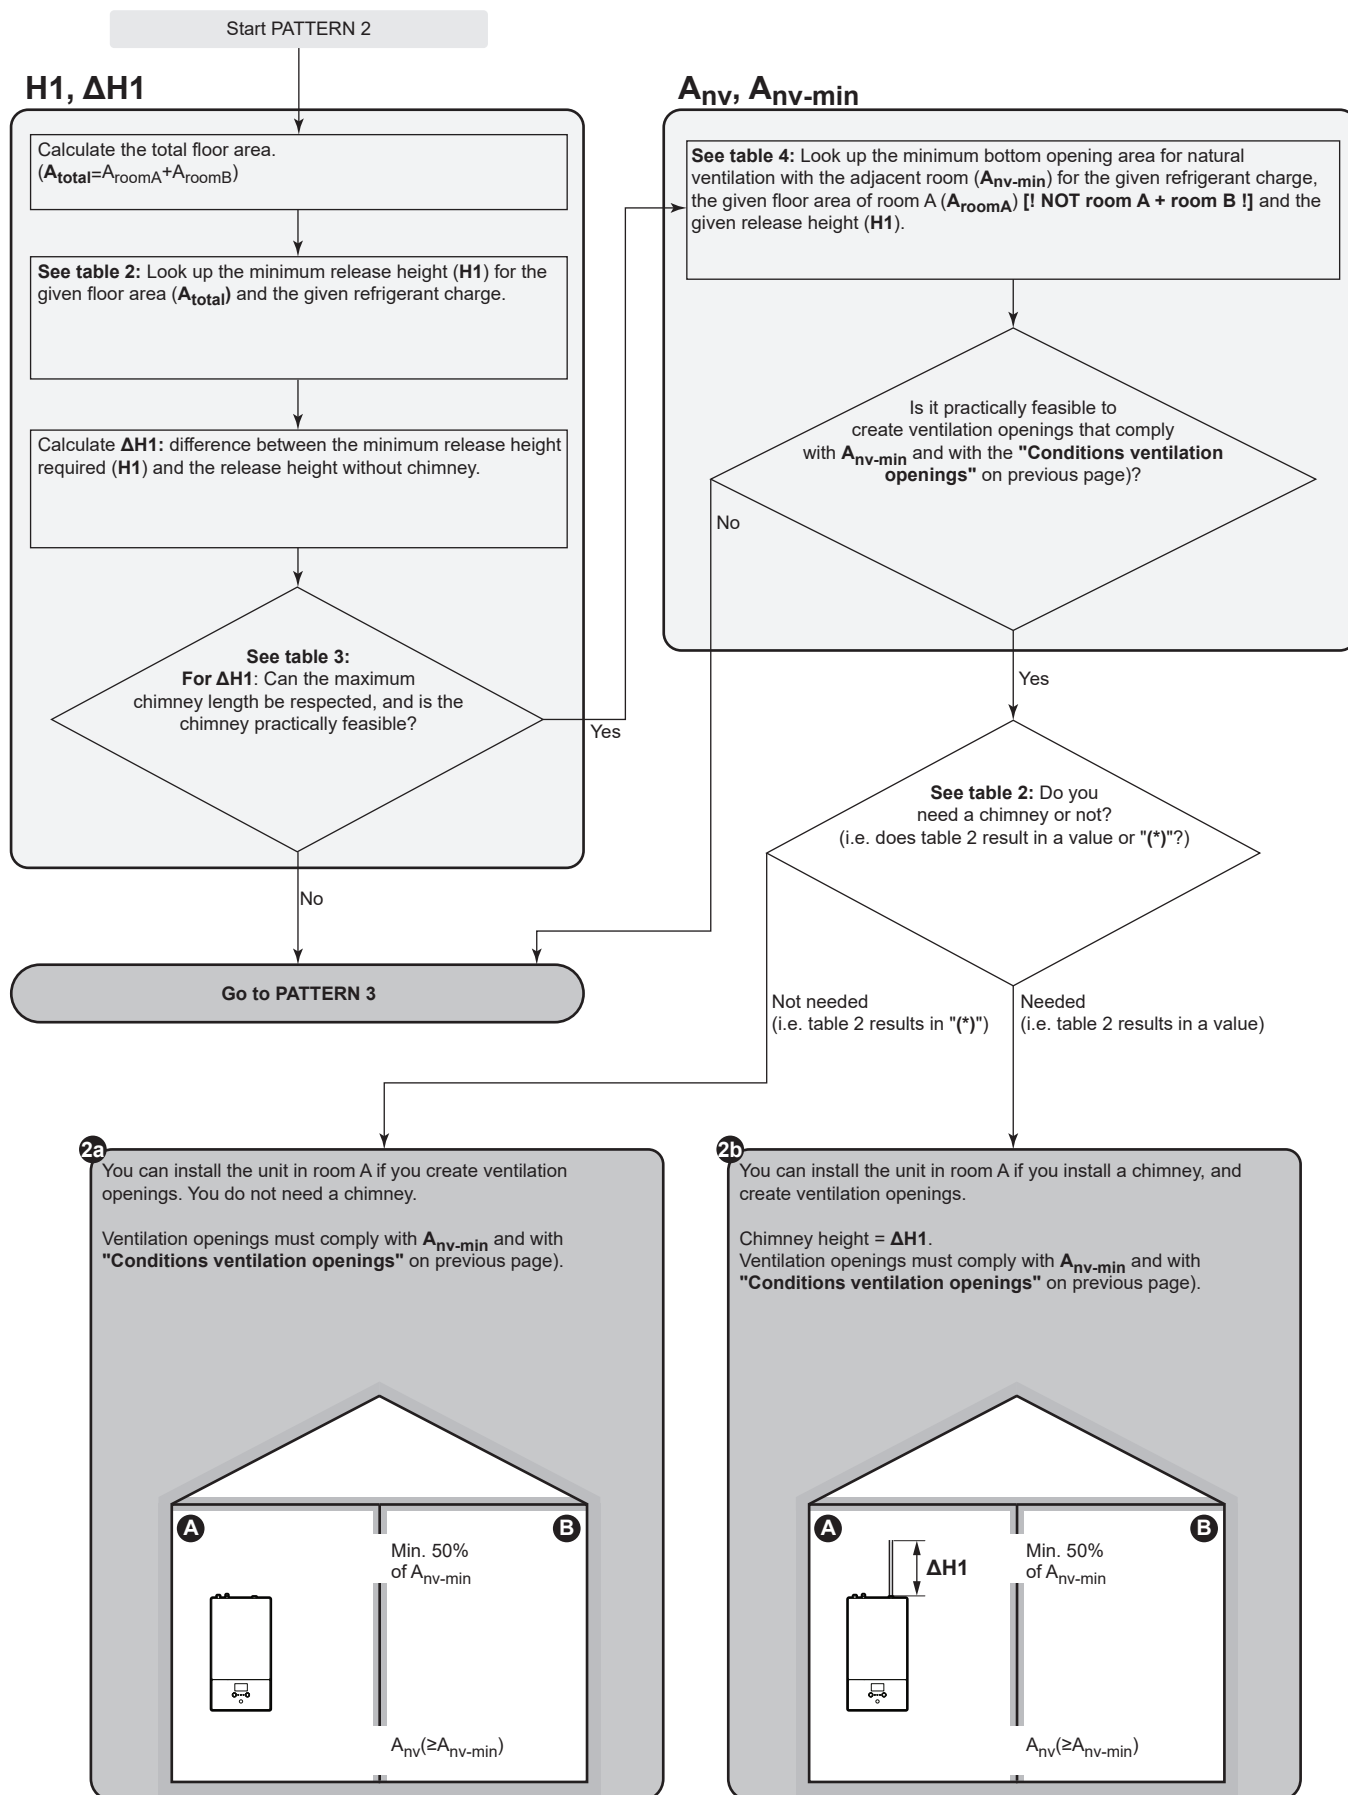 Start PATTERN 2
H1, ΔH1
Calculate the total floor area.
(Atotal=AroomA+AroomB)
See table 2: Look up the minimum release height (H1) for the
given floor area (Atotal) and the given refrigerant charge.
Calculate ΔH1: difference between the minimum release height
required (H1) and the release height without chimney.
See table 3:
For ΔH1: Can the maximum
chimney length be respected, and is the
chimney practically feasible?
Yes
No
Go to PATTERN 3
Anv, Anv-min
See table 4: Look up the minimum bottom opening area for natural
ventilation with the adjacent room (Anv-min) for the given refrigerant charge,
the given floor area of room A (AroomA) [! NOT room A + room B !] and the
given release height (H1).
Is it practically feasible to
create ventilation openings that comply
with Anv-min and with the "Conditions ventilation
openings" on previous page)?
No
Yes
See table 2: Do you
need a chimney or not?
(i.e. does table 2 result in a value or "(*)"?)
Not needed
(i.e. table 2 results in "(*)")
Needed
(i.e. table 2 results in a value)
2a
You can install the unit in room A if you create ventilation
openings. You do not need a chimney.
Ventilation openings must comply with Anv-min and with
"Conditions ventilation openings" on previous page).
A
B
Min. 50%
of Anv-min
Anv(≥Anv-min)
2b
You can install the unit in room A if you install a chimney, and
create ventilation openings.
Chimney height = ΔH1.
Ventilation openings must comply with Anv-min and with
"Conditions ventilation openings" on previous page).
A
B
ΔH1
Min. 50%
of Anv-min
Anv(≥Anv-min)